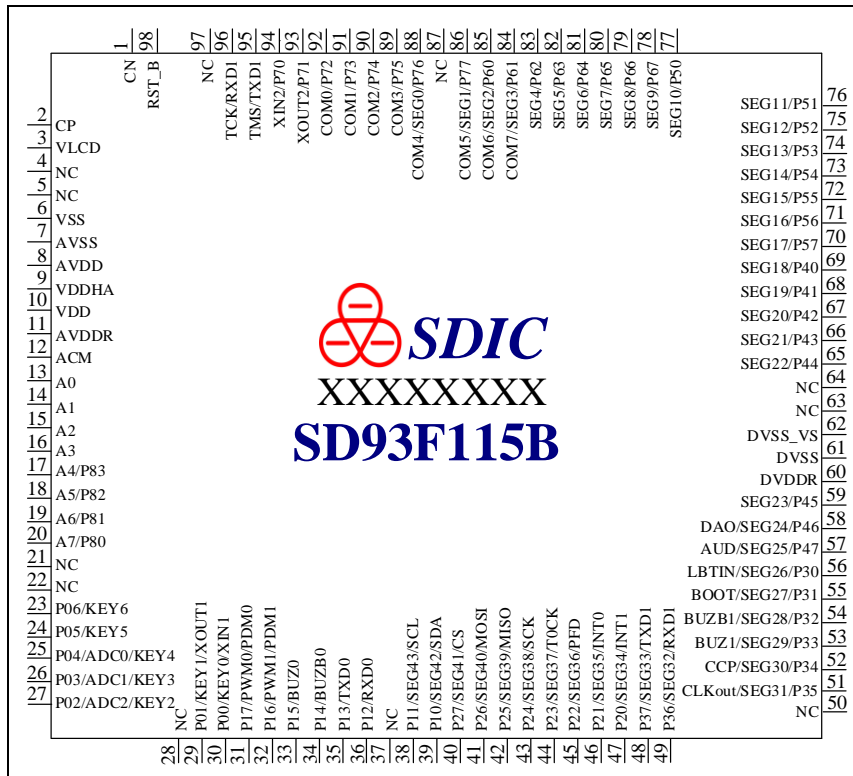 1 98 97 96 95 94 93 92 91 90 89 88 87 86 85 84 83 82 81 80 79 78 77
CN
RST_B
NC
TCK/RXD1
TMS/TXD1
XIN2/P70
XOUT2/P71
COM0/P72
COM1/P73
COM2/P74
COM3/P75
COM4/SEG0/P76
NC
COM5/SEG1/P77
COM6/SEG2/P60
COM7/SEG3/P61
SEG4/P62
SEG5/P63
SEG6/P64
SEG7/P65
SEG8/P66
SEG9/P67
SEG10/P50
2 CP
3 VLCD
4 NC
5 NC
6 VSS
7 AVSS
8 AVDD
9 VDDHA
10 VDD
11 AVDDR
12 ACM
13 A0
14 A1
15 A2
16 A3
17 A4/P83
18 A5/P82
19 A6/P81
20 A7/P80
21 NC
22 NC
23 P06/KEY6
24 P05/KEY5
25 P04/ADC0/KEY4
26 P03/ADC1/KEY3
27 P02/ADC2/KEY2
SDIC
XXXXXXXX
SD93F115B
SEG11/P51 76
SEG12/P52 75
SEG13/P53 74
SEG14/P54 73
SEG15/P55 72
SEG16/P56 71
SEG17/P57 70
SEG18/P40 69
SEG19/P41 68
SEG20/P42 67
SEG21/P43 66
SEG22/P44 65
NC 64
NC 63
DVSS_VS 62
DVSS 61
DVDDR 60
SEG23/P45 59
DAO/SEG24/P46 58
AUD/SEG25/P47 57
LBTIN/SEG26/P30 56
BOOT/SEG27/P31 55
BUZB1/SEG28/P32 54
BUZ1/SEG29/P33 53
CCP/SEG30/P34 52
CLKout/SEG31/P35 51
NC 50
NC
P01/KEY1/XOUT1
P00/KEY0/XIN1
P17/PWM0/PDM0
P16/PWM1/PDM1
P15/BUZ0
P14/BUZB0
P13/TXD0
P12/RXD0
NC
P11/SEG43/SCL
P10/SEG42/SDA
P27/SEG41/CS
P26/SEG40/MOSI
P25/SEG39/MISO
P24/SEG38/SCK
P23/SEG37/T0CK
P22/SEG36/PFD
P21/SEG35/INT0
P20/SEG34/INT1
P37/SEG33/TXD1
P36/SEG32/RXD1
28 29 30 31 32 33 34 35 36 37 38 39 40 41 42 43 44 45 46 47 48 49